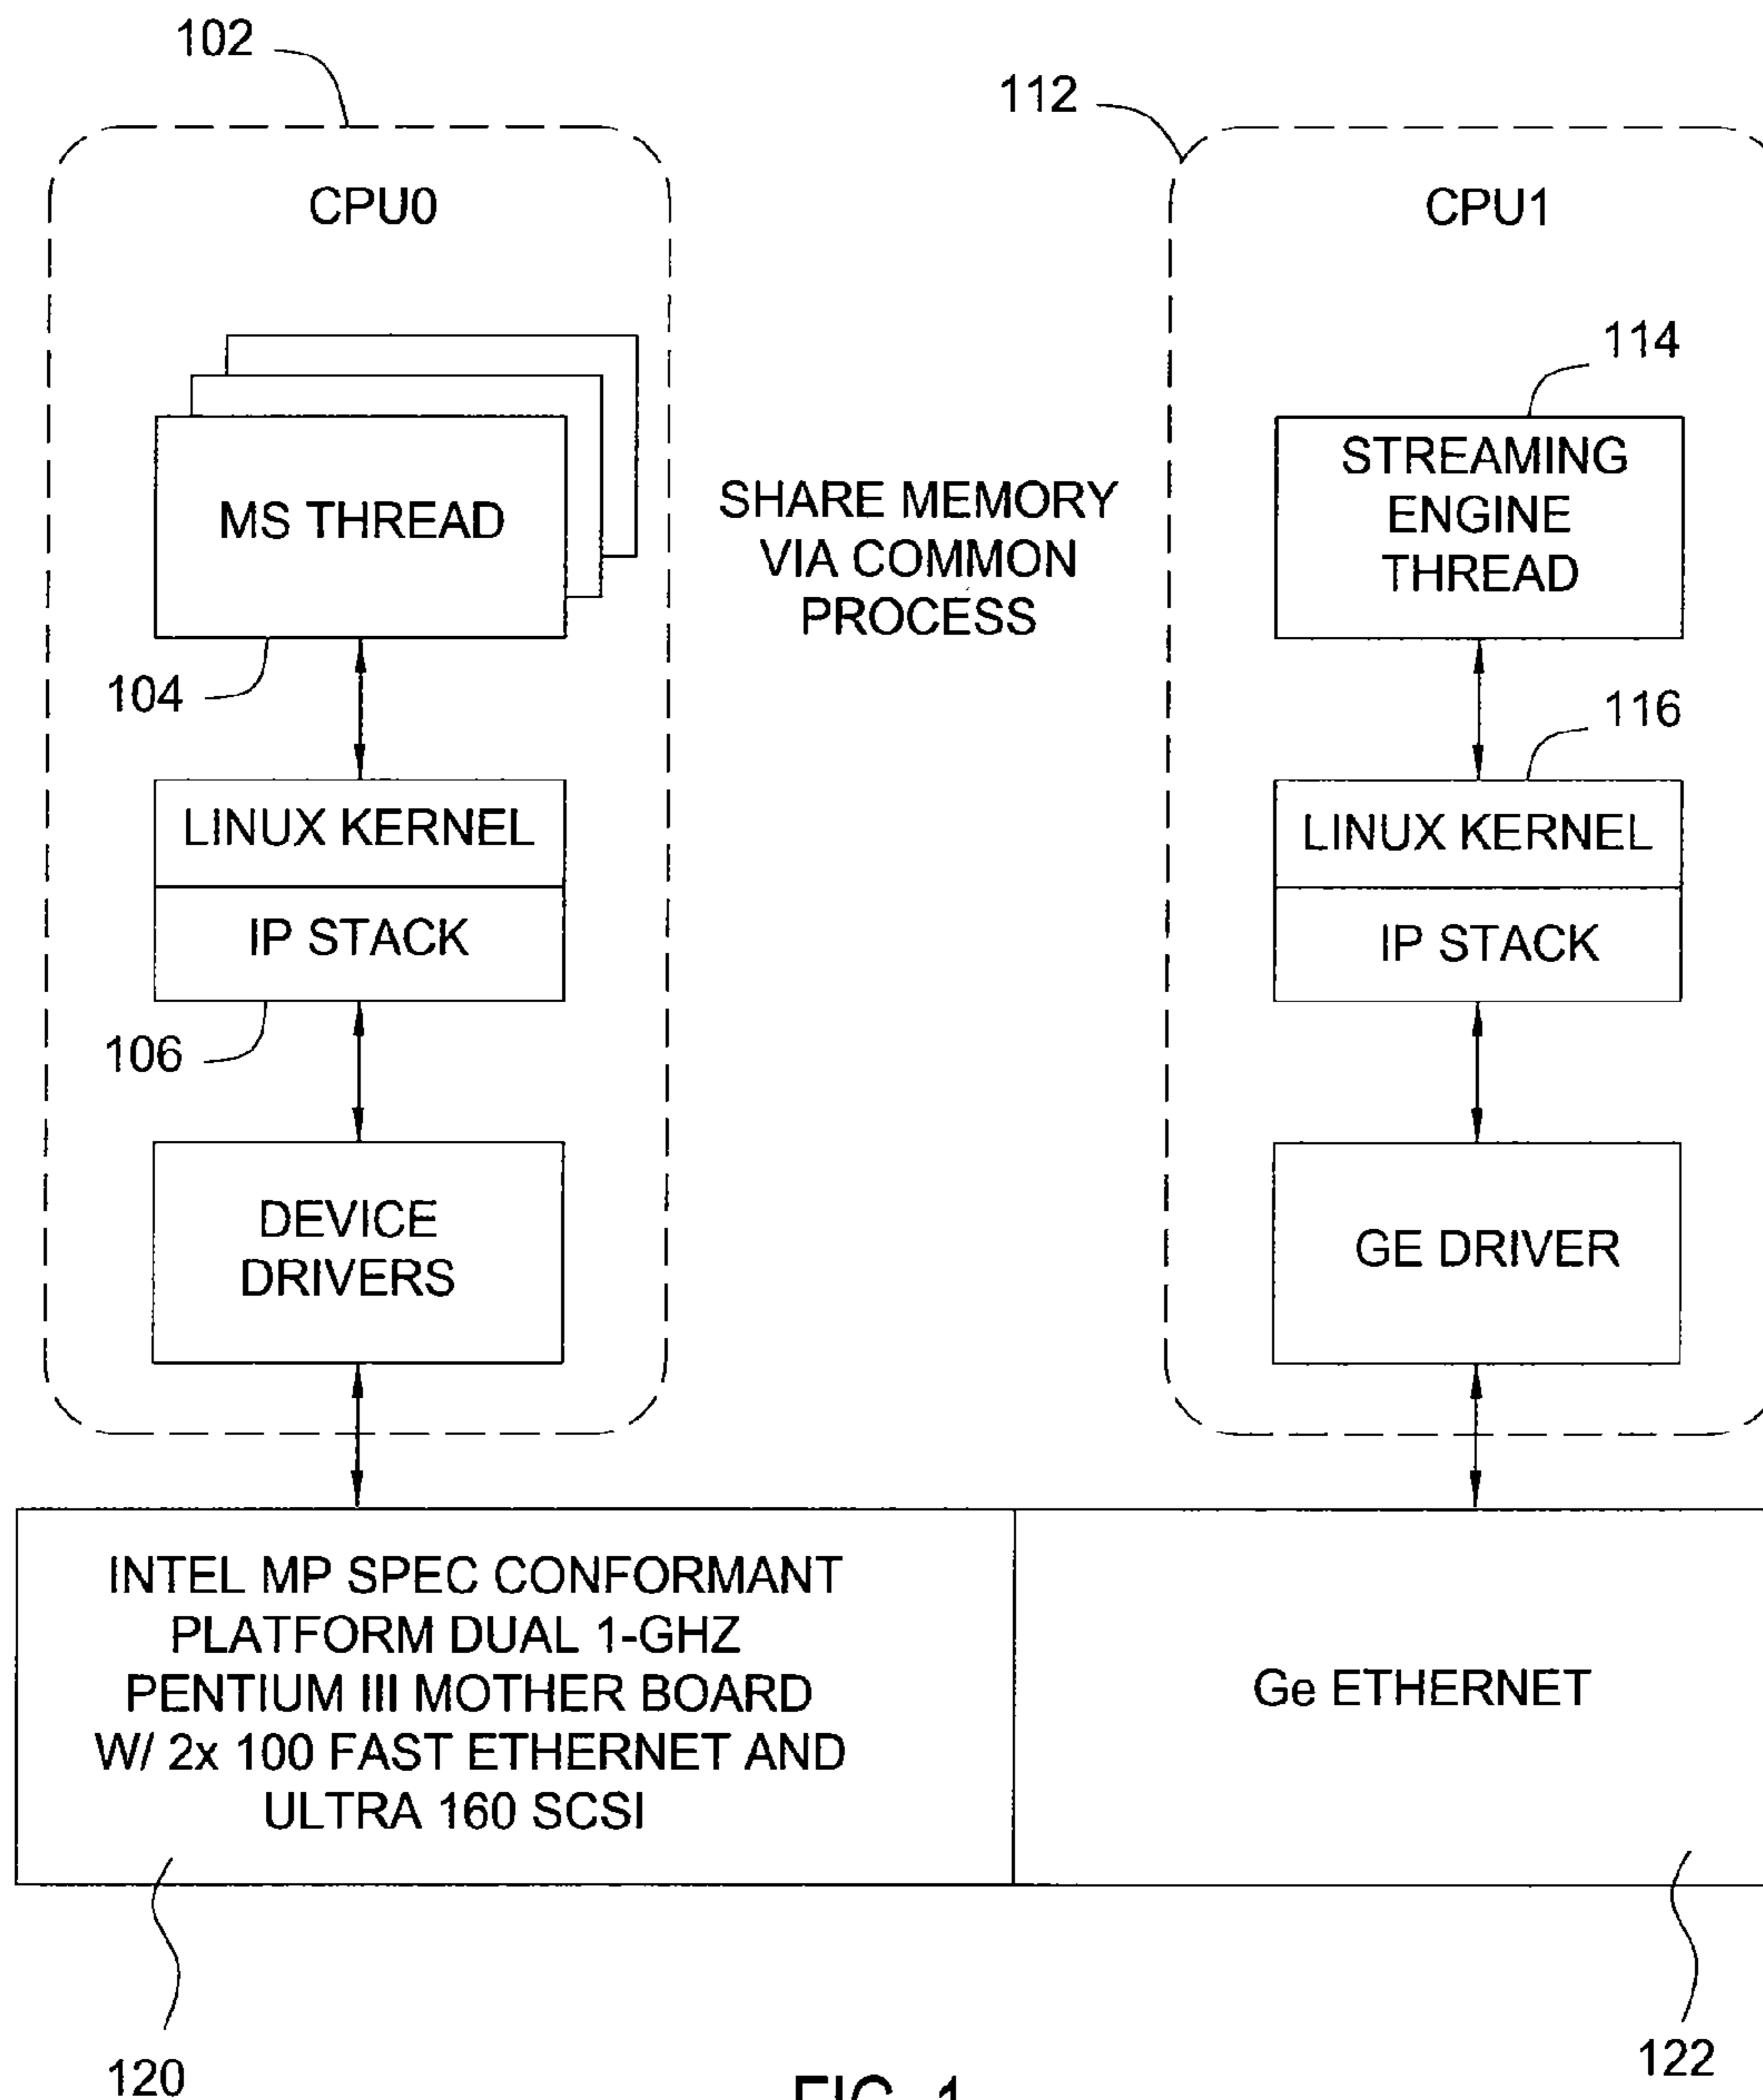 102
112
CPU0
CPU1
114
MS THREAD
SHARE MEMORY
VIA COMMON
PROCESS
STREAMING
ENGINE
THREAD
104
116
LINUX KERNEL
IP STACK
LINUX KERNEL
IP STACK
106
DEVICE
DRIVERS
GE DRIVER
INTEL MP SPEC CONFORMANT
PLATFORM DUAL 1-GHZ
PENTIUM III MOTHER BOARD
W/ 2x 100 FAST ETHERNET AND
ULTRA 160 SCSI
Ge ETHERNET
120
122
FIG. 1